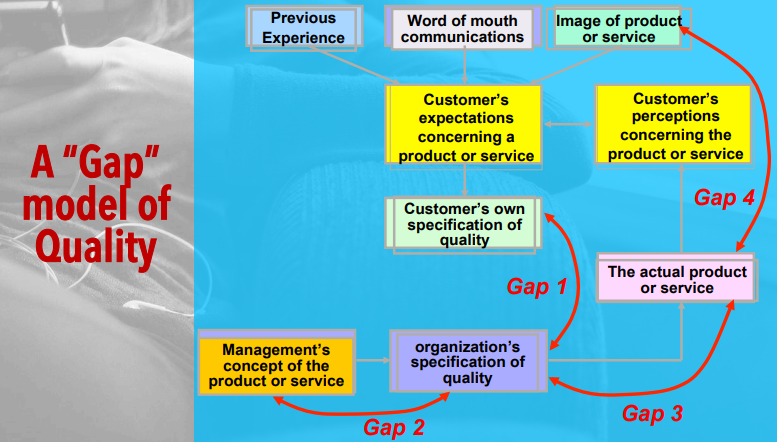 A "Gap"
model of
Quality
Previous
Experience
Word of mouth
communications
Image of product
or service
Customer's
expectations
concerning a
product or service
Customer's
perceptions
concerning the
product or service
Gap 4
Customer's own
specification of
quality
Gap 1
The actual product
or service
Management's
concept of the
product or service
organization's
specification of
quality
Gap 2
Gap 3